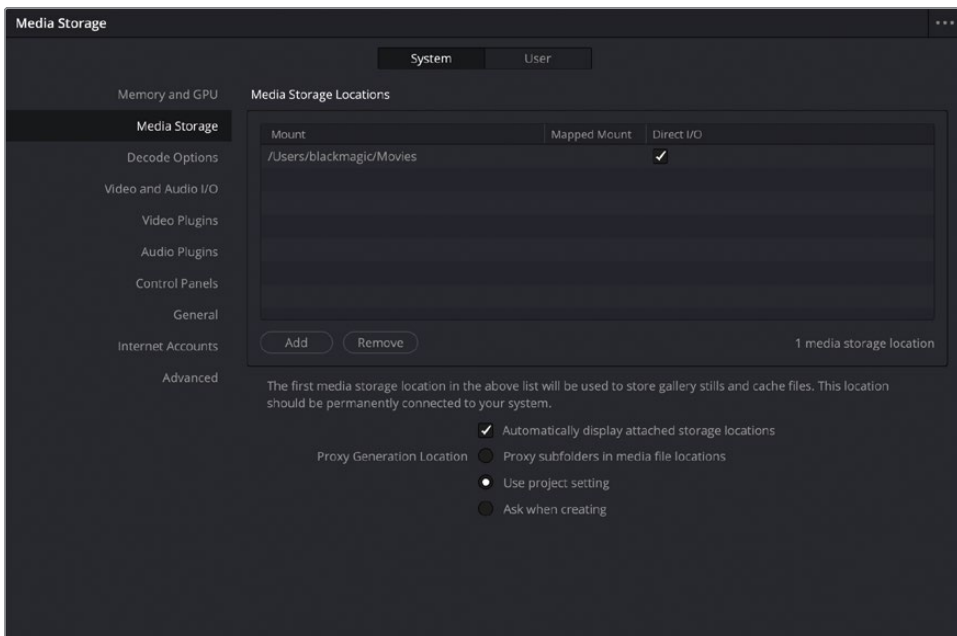 Media Storage
System User
Memory and GPU
Media Storage
Decode Options
Video and Audio I/O
Video Plugins
Audio Plugins
Control Panels
General
Internet Accounts
Advanced
Media Storage Locations
Mount Mapped Mount Direct I/O
/Users/blackmagic/Movies
Add Remove 1 media storage location
The first media storage location in the above list will be used to store gallery stills and cache files. This location
should be permanently connected to your system.
Automatically display attached storage locations
Proxy Generation Location Proxy subfolders in media file locations
Use project setting
Ask when creating